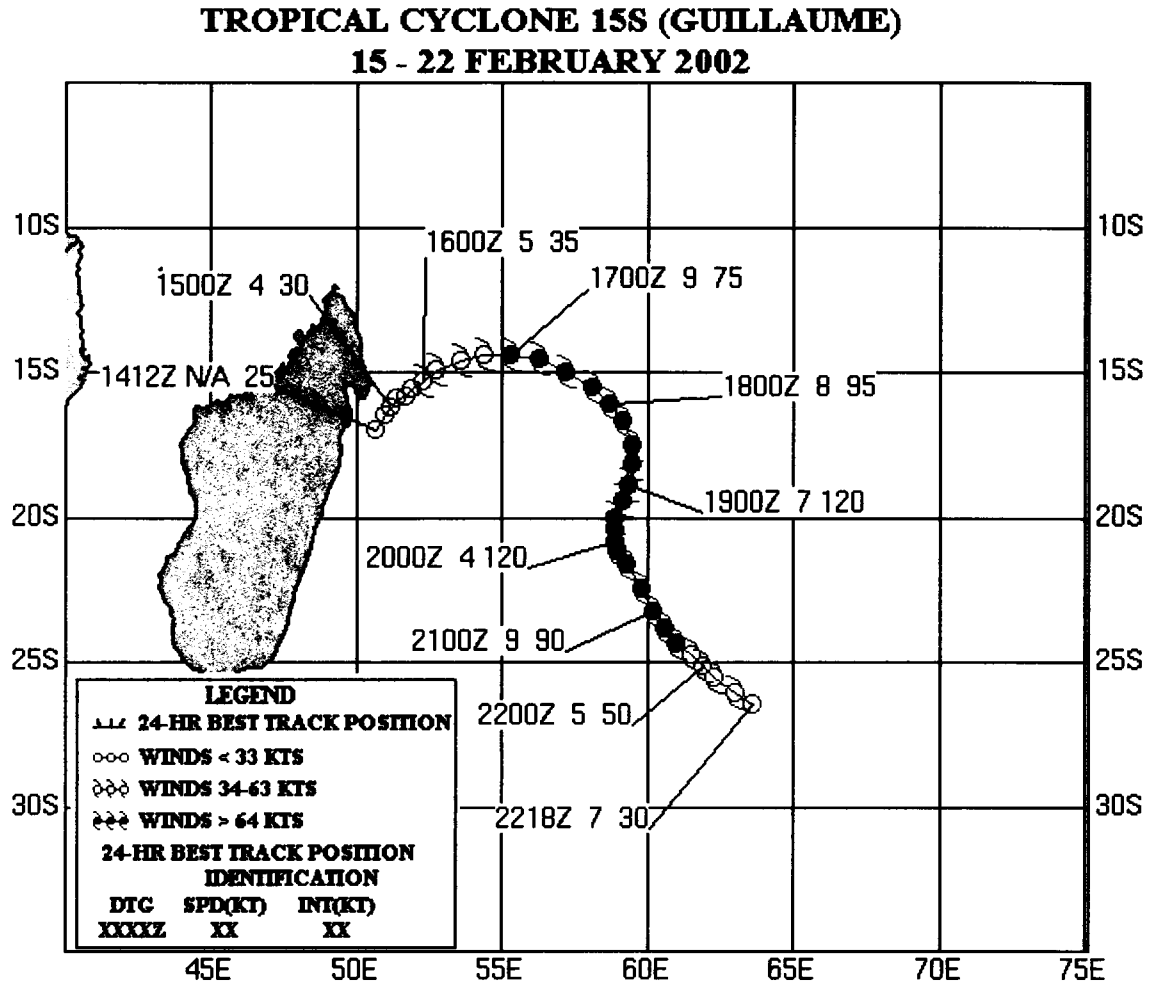 TROPICAL CYCLONE 15S (GUILLAUME)
15 - 22 FEBRUARY 2002
10S 10S
1600Z 5 35
1500Z 4 30
1700Z 9 75
15S 15S
1412Z N/A 25
1800Z 8 95
1900Z 7 120
20S 20S
2000Z 4 120
2100Z 9 90
25S 25S
2200Z 5 50
2218Z 7 30
30S 30S
LEGEND
24-HR BEST TRACK POSITION
WINDS < 33 KTS
WINDS 34-63 KTS
WINDS > 64 KTS
24-HR BEST TRACK POSITION
IDENTIFICATION
DTG SPD(KT) INT(KT)
XXXXZ XX XX
45E 50E 55E 60E 65E 70E 75E